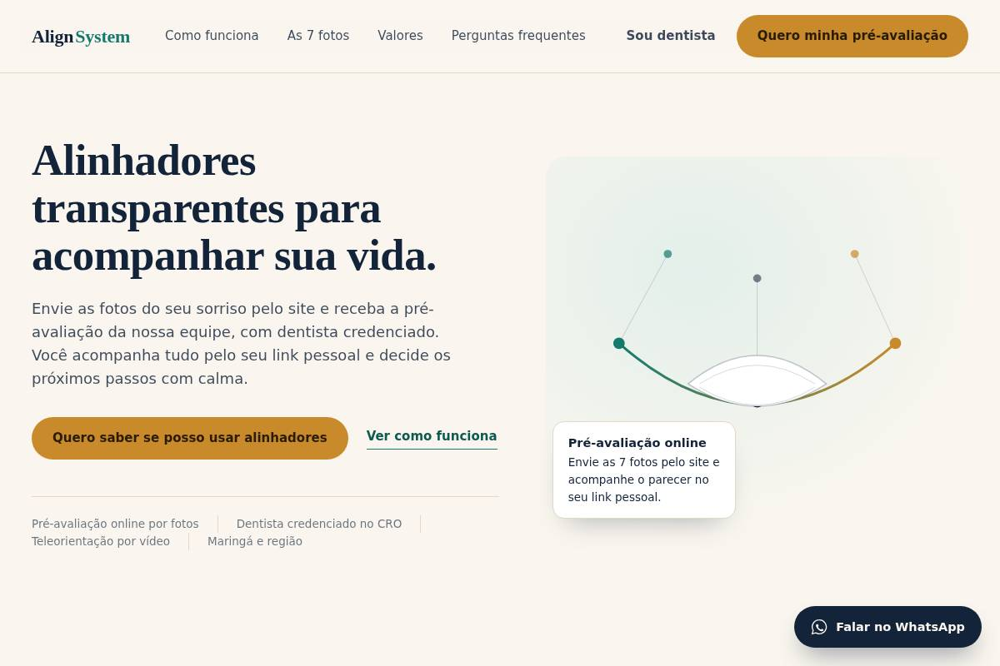 AlignSystem
Como funciona
As 7 fotos
Valores
Perguntas frequentes
Sou dentista
Quero minha pré-avaliação
Alinhadores
transparentes para
acompanhar sua vida.
Envie as fotos do seu sorriso pelo site e receba a pré-
avaliação da nossa equipe, com dentista credenciado.
Você acompanha tudo pelo seu link pessoal e decide os
próximos passos com calma.
Quero saber se posso usar alinhadores
Ver como funciona
Pré-avaliação online por fotos
Dentista credenciado no CRO
Teleorientação por vídeo
Maringá e região
Pré-avaliação online
Envie as 7 fotos pelo site e
acompanhe o parecer no
seu link pessoal.
Falar no WhatsApp